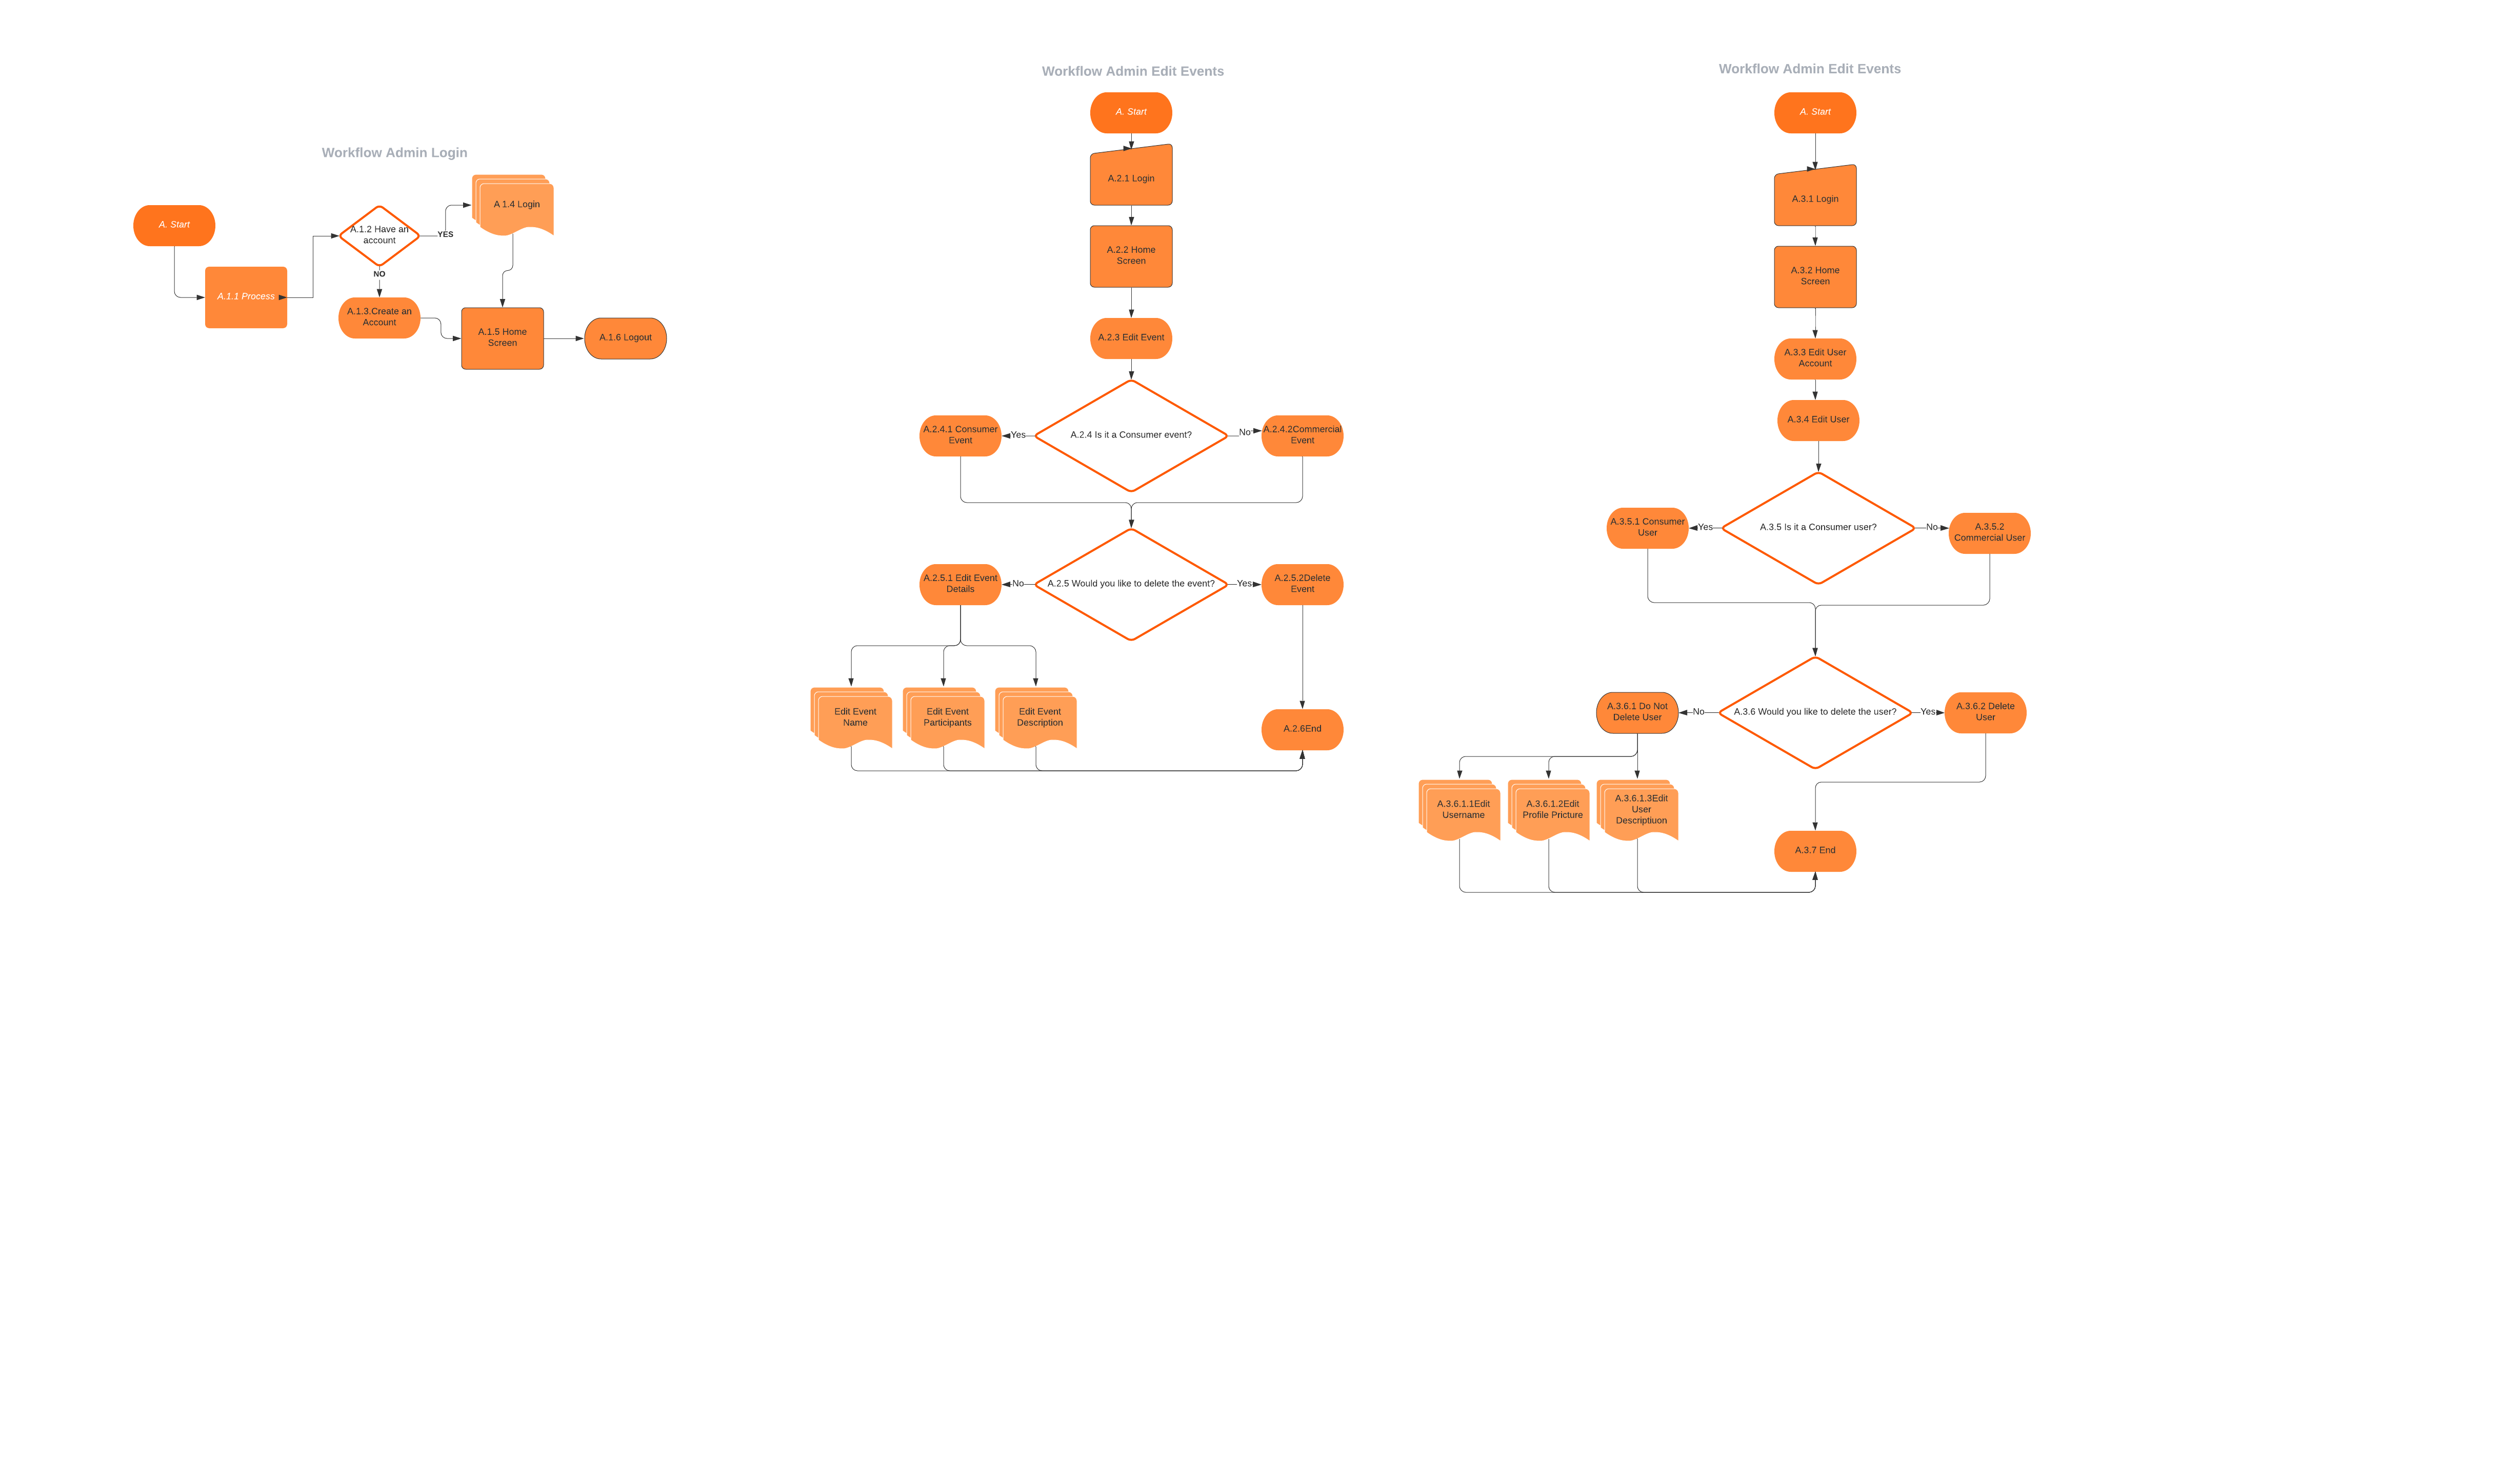 Workflow Admin Login
A. Start
A.1.1 Process
A.1.2 Have an
account
YES
NO
A 1.4 Login
A.1.3.Create an
Account
A.1.5 Home
Screen
A.1.6 Logout
Workflow Admin Edit Events
A. Start
A.2.1 Login
A.2.2 Home
Screen
A.2.3 Edit Event
A.2.4.1 Consumer
Event
Yes
A.2.4 Is it a Consumer event?
No
A.2.4.2Commercial
Event
A.2.5.1 Edit Event
Details
No
A.2.5 Would you like to delete the event?
Yes
A.2.5.2Delete
Event
Edit Event
Name
Edit Event
Participants
Edit Event
Description
A.2.6End
Workflow Admin Edit Events
A. Start
A.3.1 Login
A.3.2 Home
Screen
A.3.3 Edit User
Account
A.3.4 Edit User
A.3.5.1 Consumer
User
Yes
A.3.5 Is it a Consumer user?
No
A.3.5.2
Commercial User
A.3.6.1 Do Not
Delete User
No
A.3.6 Would you like to delete the user?
Yes
A.3.6.2 Delete
User
A.3.6.1.1Edit
Username
A.3.6.1.2Edit
Profile Pricture
A.3.6.1.3Edit
User
Descriptiuon
A.3.7 End